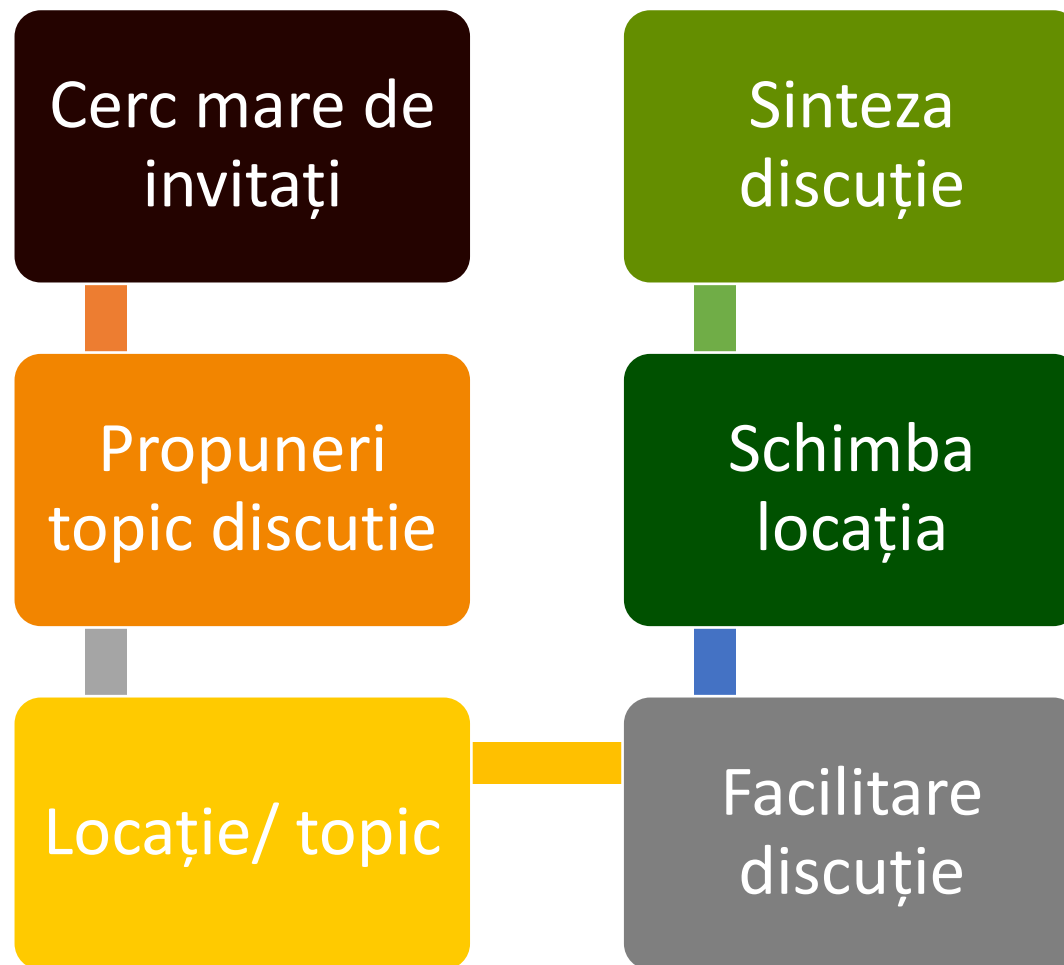 Cerc mare de
invitați
Propuneri
topic discutie
Locație/ topic
Facilitare
discuție
Schimba
locația
Sinteza
discuție